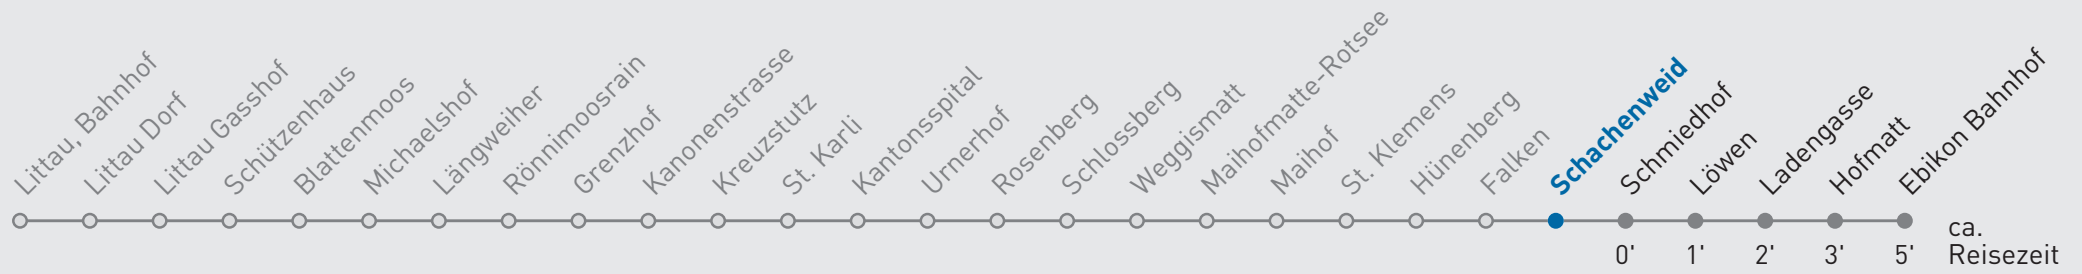 Littau, Bahnhof
Littau Dorf
Littau Gasshof
Schützenhaus
Blattenmoos
Michaelshof
Längweiher
Rönnimoosrain
Grenzhof
Kanonenstrasse
Kreuzstutz
St. Karli
Kantonsspital
Urnerhof
Rosenberg
Schlossberg
Weggismatt
Maihofmatte-Rotsee
Maihof
St. Klemens
Hünenberg
Falken
Schachenweid
Schmiedhof
Löwen
Ladengasse
Hofmatt
Ebikon Bahnhof
ca.
0' 1' 2' 3' 5' Reisezeit